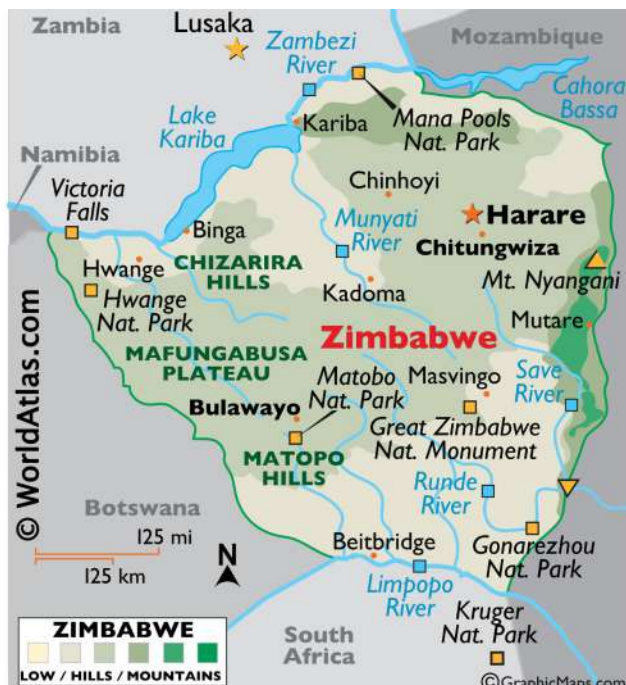 Zambia
Lusaka
Zambezi
River
Mozambique
Cahora
Bassa
Lake
Kariba
Kariba
Mana Pools
Nat. Park
Namibia
Victoria
Falls
Chinhoyi
Binga
Munyati
River
Harare
Chitungwiza
CHIZARIRA
HILLS
Hwange
Hwange
Nat. Park
Kadoma
Mt. Nyangani
Zimbabwe
Mutare
MAFUNGABUSA
PLATEAU
Matobo
Nat. Park
Masvingo
Save
River
Bulawayo
Great Zimbabwe
Nat. Monument
MATOPO
HILLS
Runde
River
Botswana
125 mi
125 km
N
Beitbridge
Gonarezhou
Nat. Park
Limpopo
River
Kruger
Nat. Park
South
Africa
ZIMBABWE
LOW / HILLS / MOUNTAINS
© WorldAtlas.com
©GraphicMaps.com